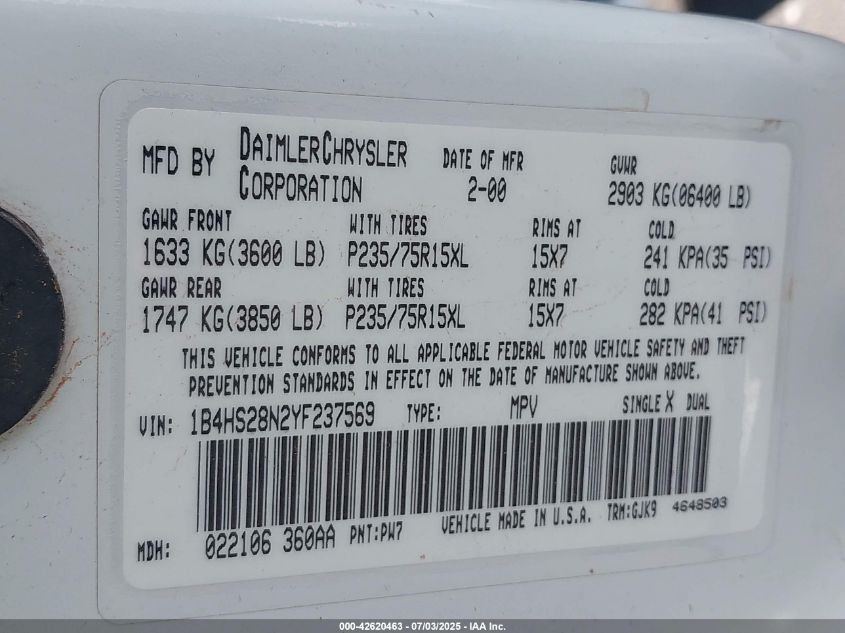 MFD BY DAIMLERCHRYSLER CORPORATION DATE OF MFR 2-00 GVWR 2903 KG(06400 LB)
GAWR FRONT WITH TIRES RIMS AT COLD
1633 KG(3600 LB) P235/75R15XL 15X7 241 KPA(35 PSI)
GAWR REAR WITH TIRES RIMS AT COLD
1747 KG(3850 LB) P235/75R15XL 15X7 282 KPA(41 PSI)
THIS VEHICLE CONFORMS TO ALL APPLICABLE FEDERAL MOTOR VEHICLE SAFETY AND THEFT
PREVENTION STANDARDS IN EFFECT ON THE DATE OF MANUFACTURE SHOWN ABOVE.
VIN: 1B4HS28N2YF237569 TYPE: MPV SINGLE X DUAL
MDH: 022106 360AA PNT:PW7 VEHICLE MADE IN U.S.A. TRM:GJK9 4648503
000-42620463 - 07/03/2025 - IAA Inc.